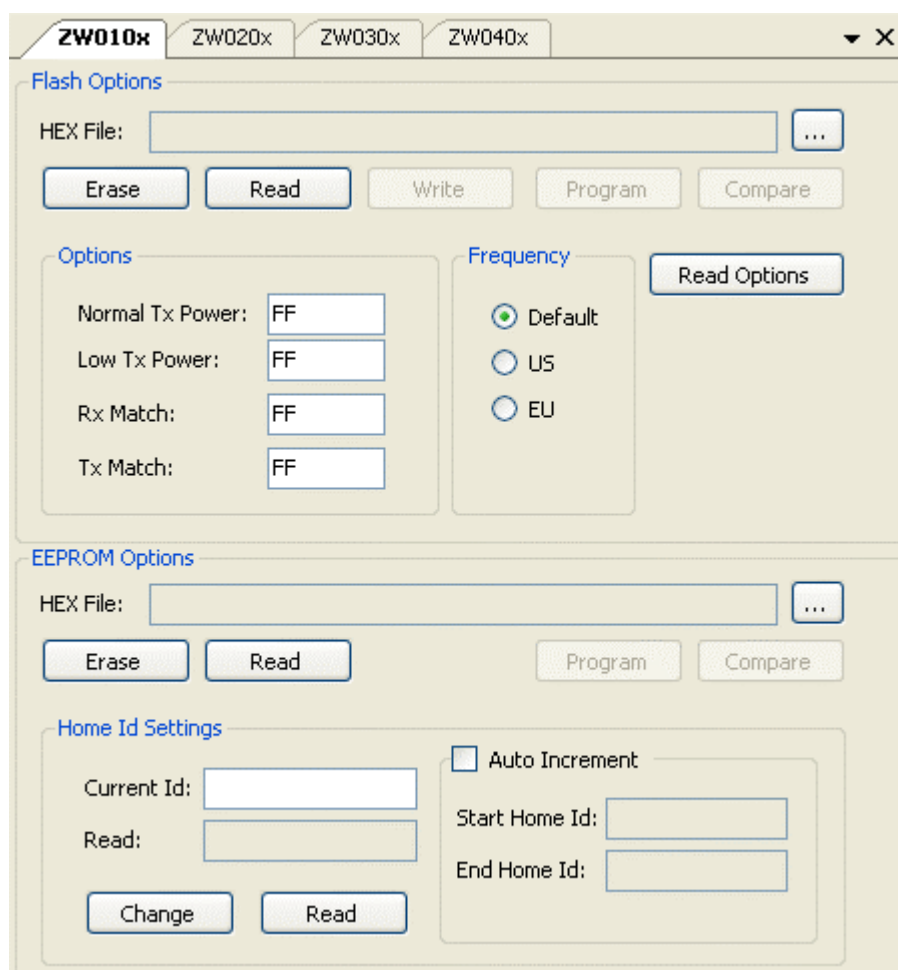 ZW010x ZW020x ZW030x ZW040x
Flash Options
HEX File: ...
Erase Read Write Program Compare
Options Frequency Read Options
Normal Tx Power: FF Default
Low Tx Power: FF US
Rx Match: FF EU
Tx Match: FF
EEPROM Options
HEX File: ...
Erase Read Program Compare
Home Id Settings
Auto Increment
Current Id:
Start Home Id:
Read:
End Home Id:
Change Read